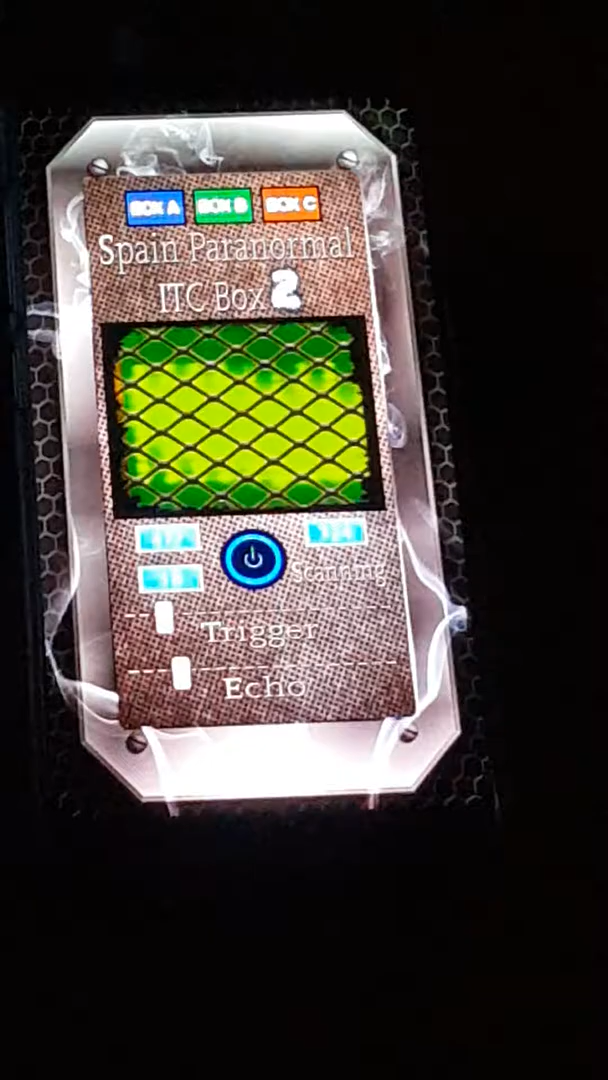 BOX A BOX B BOX C
Spain Paranormal
ITC Box 2
Scanning
Trigger
Echo